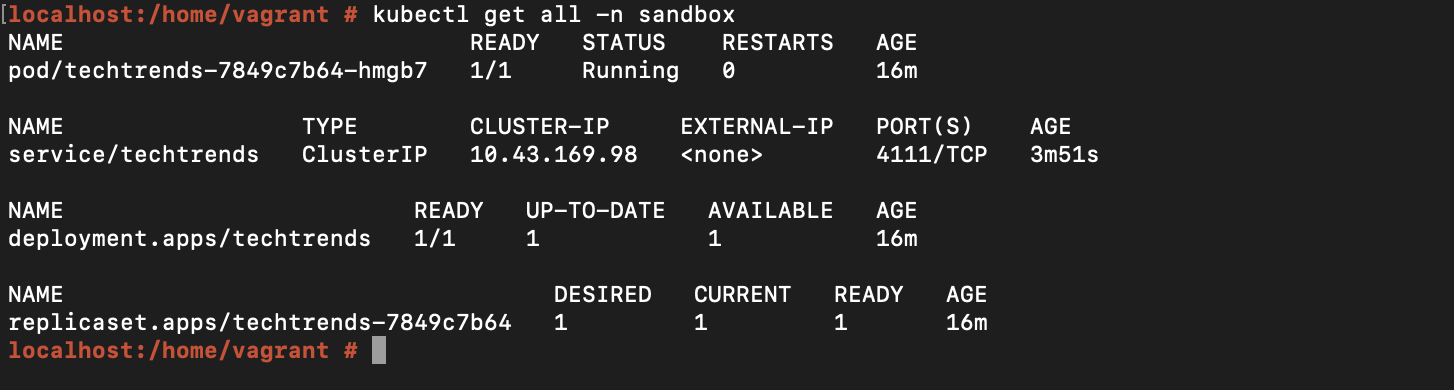 [localhost:/home/vagrant # kubectl get all -n sandbox
NAME READY STATUS RESTARTS AGE
pod/techtrends-7849c7b64-hmgb7 1/1 Running 0 16m
NAME TYPE CLUSTER-IP EXTERNAL-IP PORT(S) AGE
service/techtrends ClusterIP 10.43.169.98 <none> 4111/TCP 3m51s
NAME READY UP-TO-DATE AVAILABLE AGE
deployment.apps/techtrends 1/1 1 1 16m
NAME DESIRED CURRENT READY AGE
replicaset.apps/techtrends-7849c7b64 1 1 1 16m
localhost:/home/vagrant #